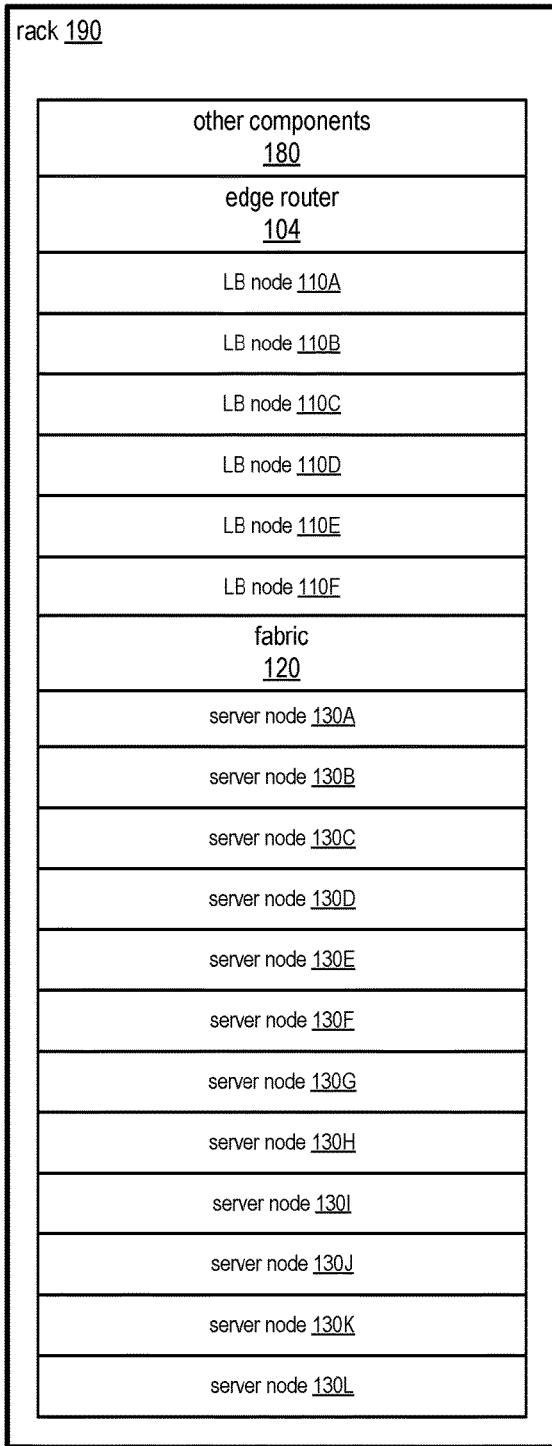 rack 190
other components
180
edge router
104
LB node 110A
LB node 110B
LB node 110C
LB node 110D
LB node 110E
LB node 110F
fabric
120
server node 130A
server node 130B
server node 130C
server node 130D
server node 130E
server node 130F
server node 130G
server node 130H
server node 130I
server node 130J
server node 130K
server node 130L